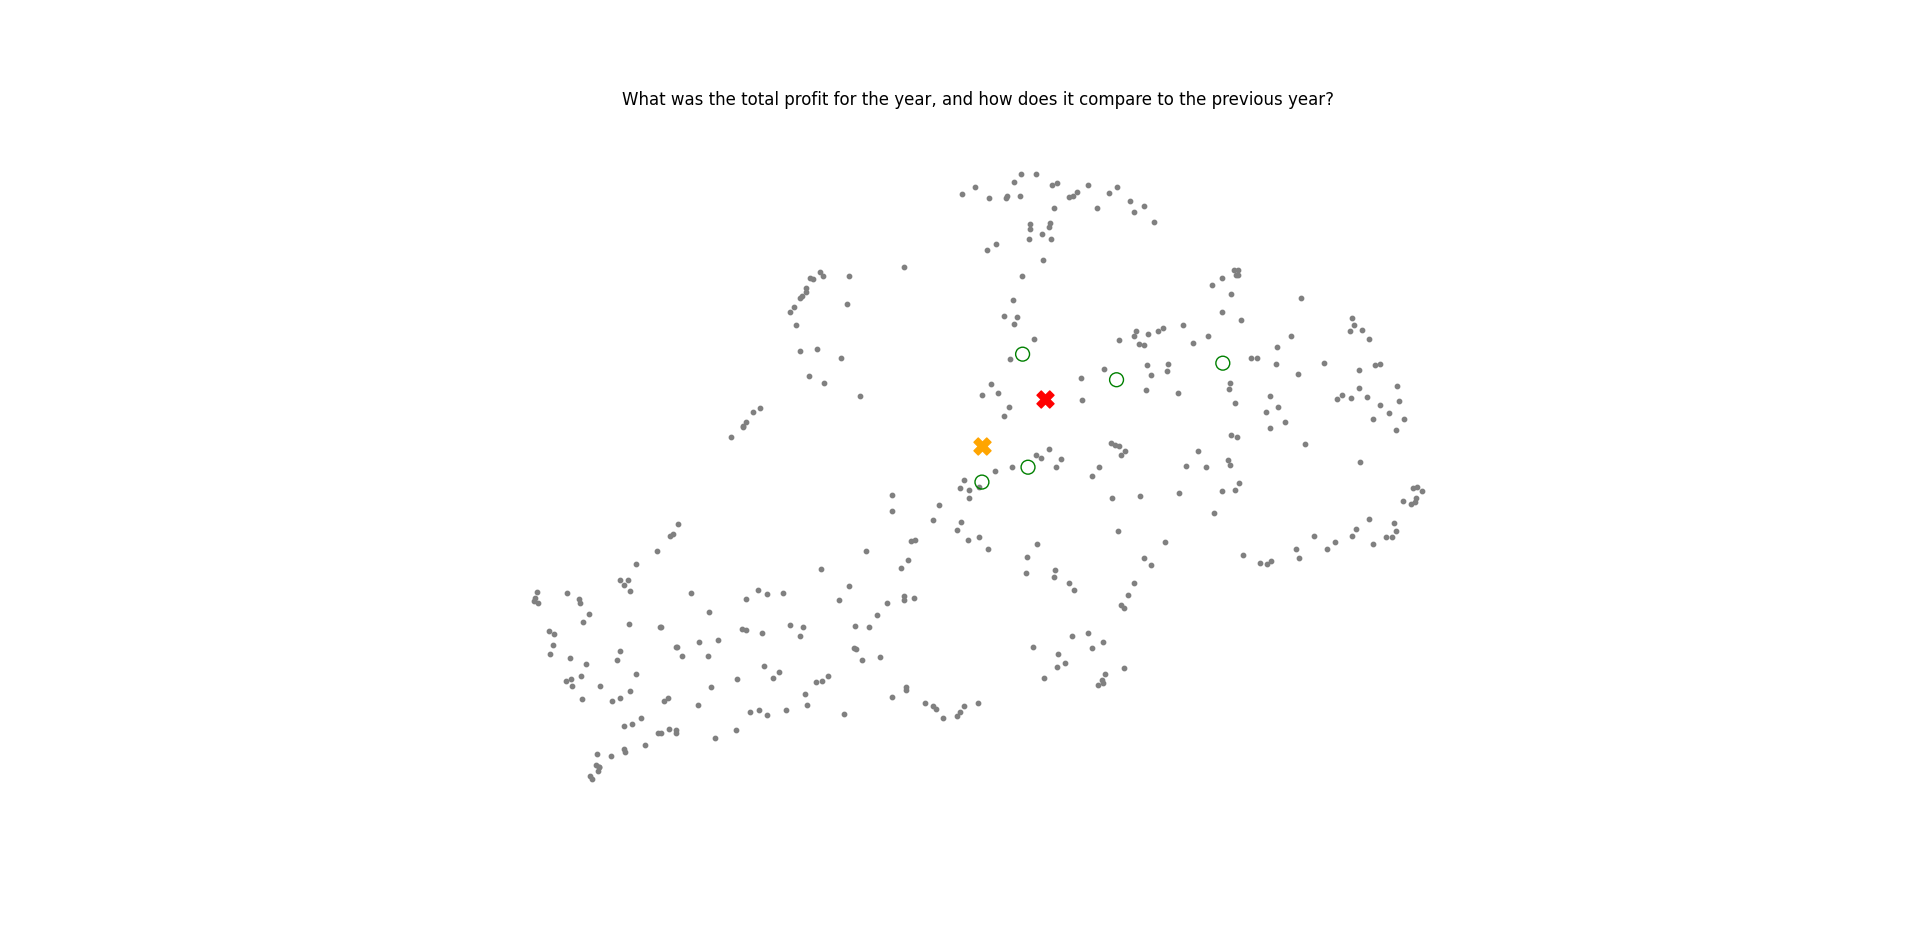 What was the total profit for the year, and how does it compare to the previous year?